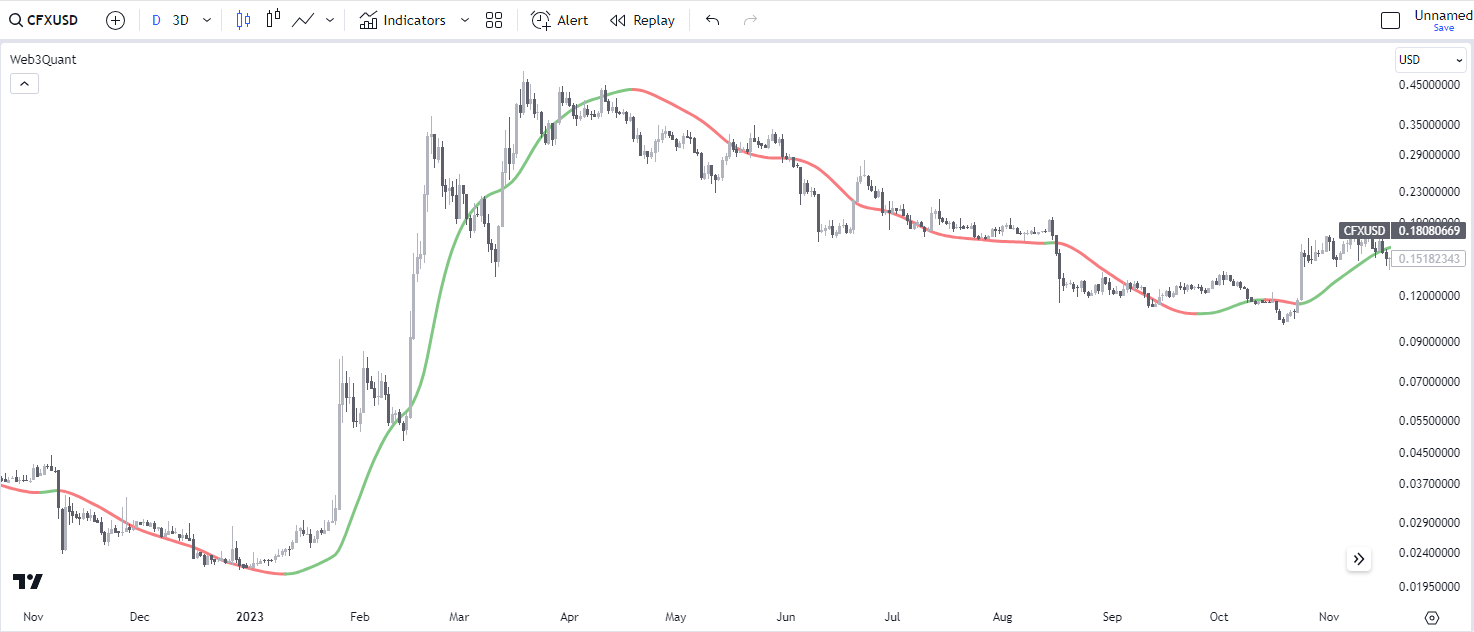 CFXUSD D 3D Indicators Alert Replay Unnamed
Save
Web3Quant
USD
0.45000000
0.35000000
0.29000000
0.23000000
0.18000000
CFXUSD 0.18080669
0.15182343
0.12000000
0.09000000
0.07000000
0.05500000
0.04500000
0.03700000
0.02900000
0.02400000
0.01950000
Nov Dec 2023 Feb Mar Apr May Jun Jul Aug Sep Oct Nov